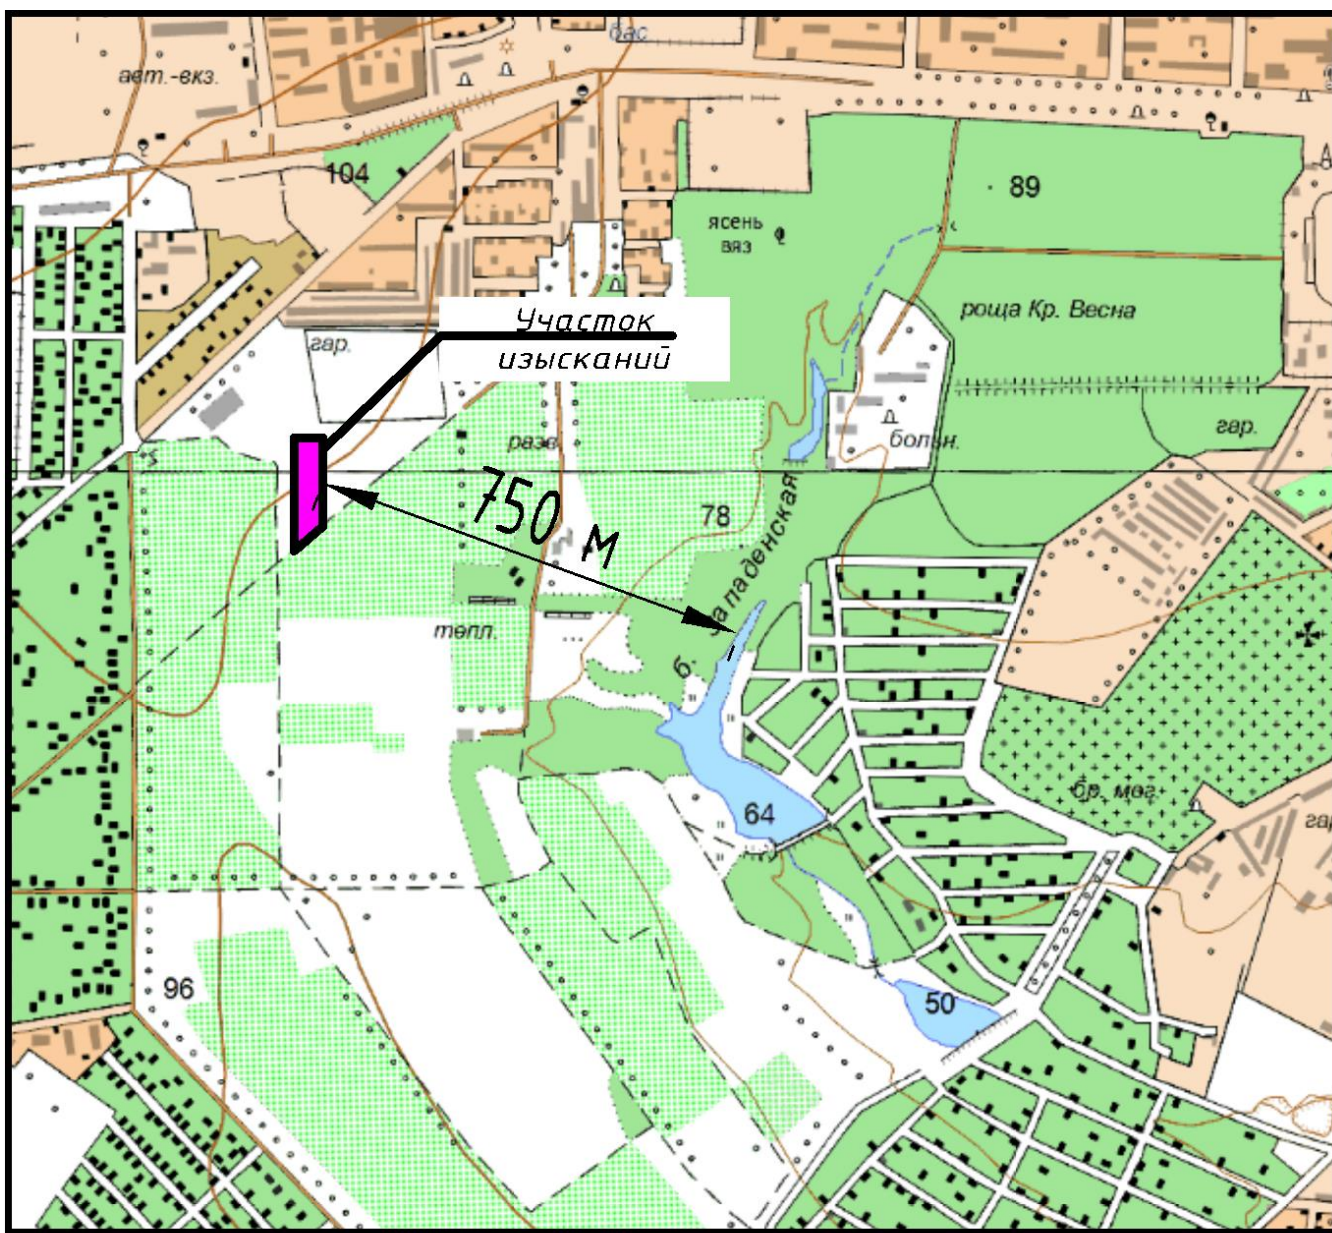 бас
авт.-вкз.
104
89
ясень
вяз
роща Кр. Весна
Участок
изысканий
гар.
гар.
разв.
больн.
750 м
78
б. Западенская
тепл.
64
бр. мог.
96
50